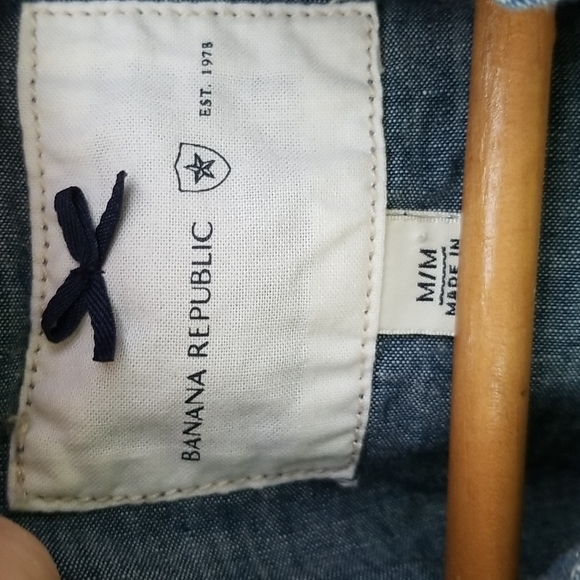 EST. 1978
BANANA REPUBLIC
M/M
MADE IN